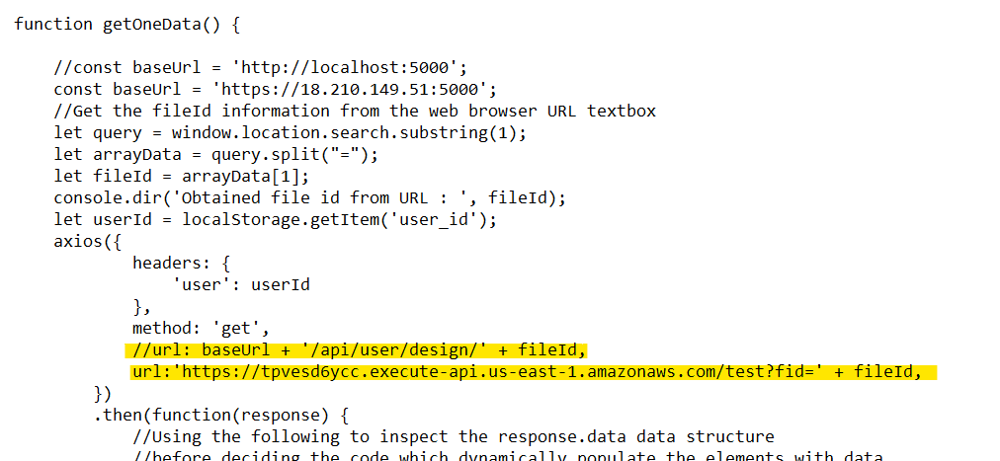 function getOneData() {
//const baseUrl = 'http://localhost:5000';
const baseUrl = 'https://18.210.149.51:5000';
//Get the fileId information from the web browser URL textbox
let query = window.location.search.substring(1);
let arrayData = query.split("=");
let fileId = arrayData[1];
console.dir('Obtained file id from URL : ', fileId);
let userId = localStorage.getItem('user_id');
axios({
headers: {
'user': userId
},
method: 'get',
//url: baseUrl + '/api/user/design/' + fileId,
url:'https://tpvesd6ycc.execute-api.us-east-1.amazonaws.com/test?fid=' + fileId,
})
.then(function(response) {
//Using the following to inspect the response.data data structure
//before deciding the code which dynamically populate the elements with data